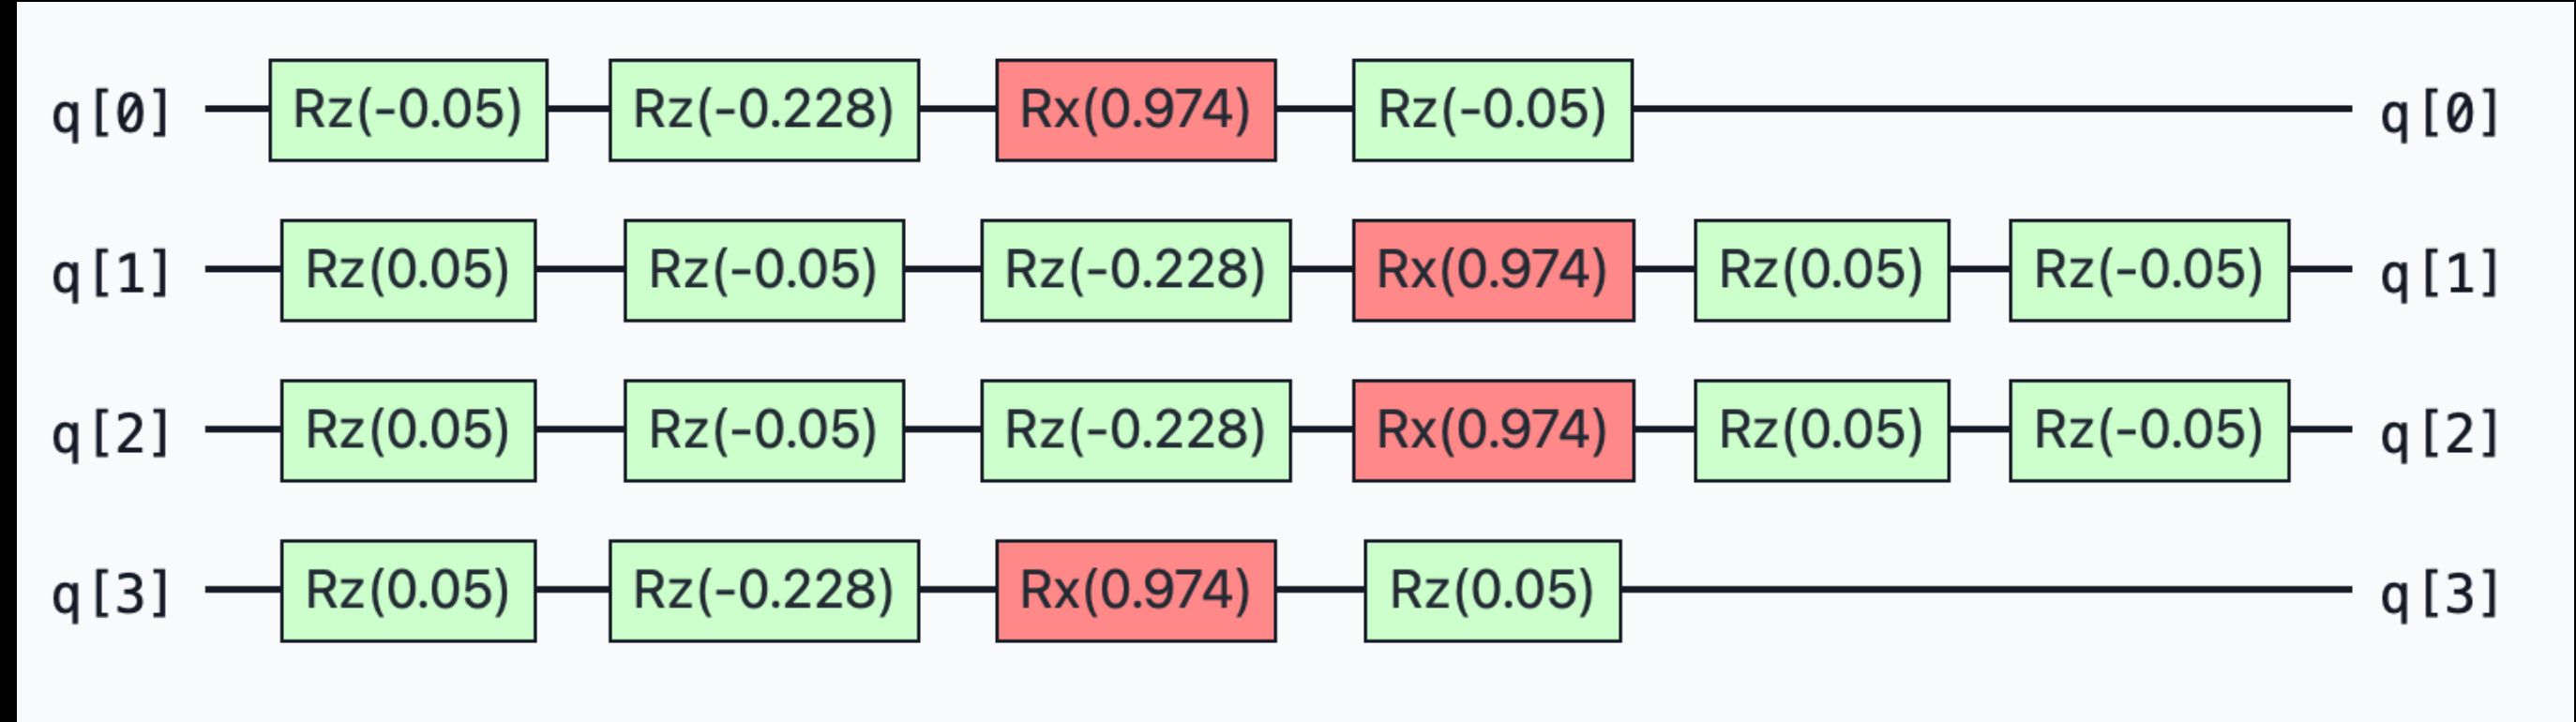 q[0] Rz(-0.05) Rz(-0.228) Rx(0.974) Rz(-0.05) q[0]
q[1] Rz(0.05) Rz(-0.05) Rz(-0.228) Rx(0.974) Rz(0.05) Rz(-0.05) q[1]
q[2] Rz(0.05) Rz(-0.05) Rz(-0.228) Rx(0.974) Rz(0.05) Rz(-0.05) q[2]
q[3] Rz(0.05) Rz(-0.228) Rx(0.974) Rz(0.05) q[3]